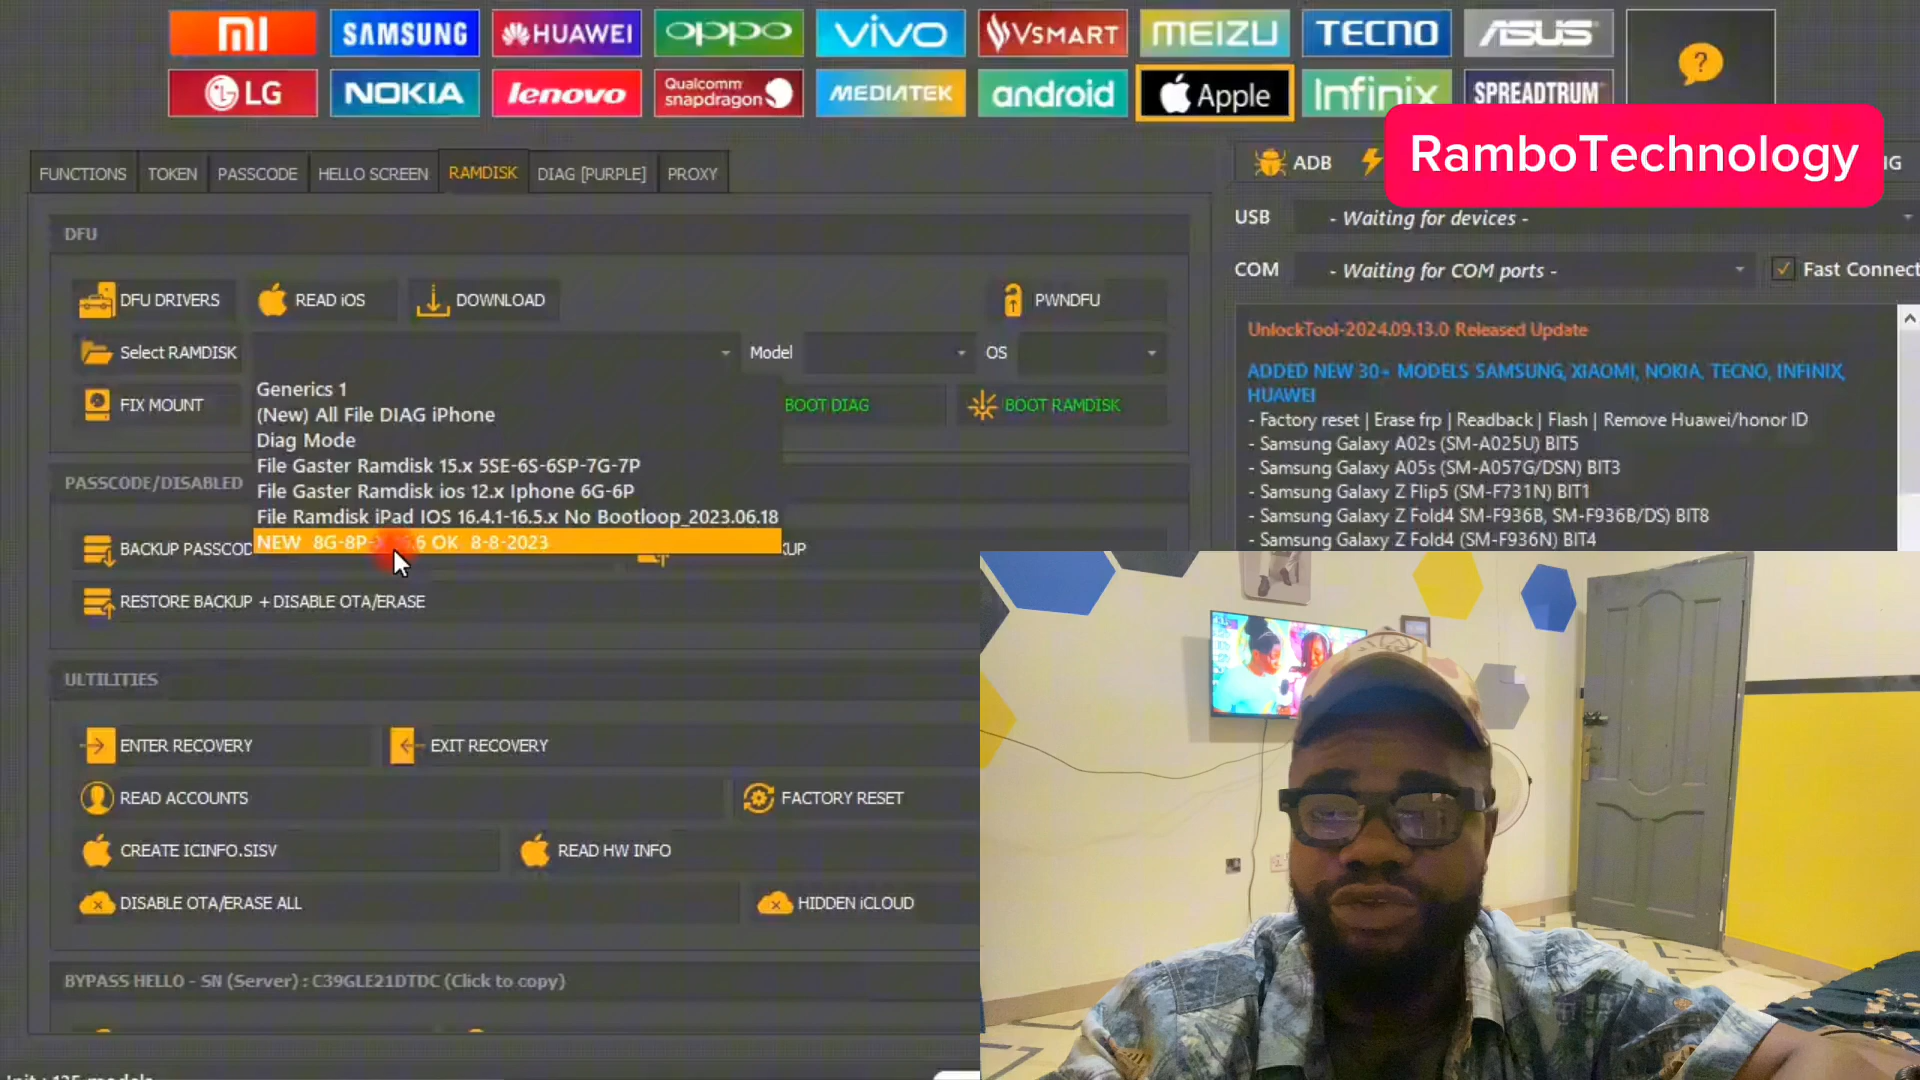 mi
SAMSUNG
HUAWEI
oppo
vivo
VSMART
MEIZU
TECNO
ASUS
?
LG
NOKIA
lenovo
Qualcomm
snapdragon
MEDIATEK
android
Apple
Infinix
SPREADTRUM
RamboTechnology
FUNCTIONS
TOKEN
PASSCODE
HELLO SCREEN
RAMDISK
DIAG [PURPLE]
PROXY
ADB
USB
- Waiting for devices -
COM
- Waiting for COM ports -
Fast Connect
DFU
DFU DRIVERS
READ iOS
DOWNLOAD
PWNDFU
Select RAMDISK
Model
OS
FIX MOUNT
BOOT DIAG
BOOT RAMDISK
Generics 1
(New) All File DIAG iPhone
Diag Mode
File Gaster Ramdisk 15.x 5SE-6S-6SP-7G-7P
File Gaster Ramdisk ios 12.x Iphone 6G-6P
File Ramdisk iPad IOS 16.4.1-16.5.x No Bootloop_2023.06.18
NEW 8G-8P- 6 OK 8-8-2023
PASSCODE/DISABLED
BACKUP PASSCOD
UP
RESTORE BACKUP + DISABLE OTA/ERASE
ULTILITIES
ENTER RECOVERY
EXIT RECOVERY
READ ACCOUNTS
FACTORY RESET
CREATE ICINFO.SISV
READ HW INFO
DISABLE OTA/ERASE ALL
HIDDEN iCLOUD
BYPASS HELLO - SN (Server) : C39GLE21DTDC (Click to copy)
UnlockTool-2024.09.13.0 Released Update
ADDED NEW 30+ MODELS SAMSUNG, XIAOMI, NOKIA, TECNO, INFINIX,
HUAWEI
- Factory reset | Erase frp | Readback | Flash | Remove Huawei/honor ID
- Samsung Galaxy A02s (SM-A025U) BIT5
- Samsung Galaxy A05s (SM-A057G/DSN) BIT3
- Samsung Galaxy Z Flip5 (SM-F731N) BIT1
- Samsung Galaxy Z Fold4 SM-F936B, SM-F936B/DS) BIT8
- Samsung Galaxy Z Fold4 (SM-F936N) BIT4